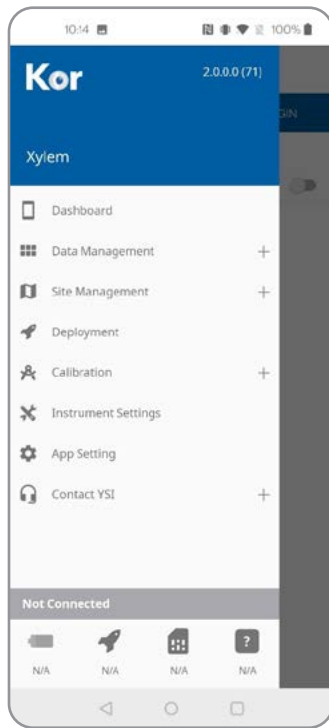 10:14 100%
Kor 2.0.0.0 (71)
GIN
Xylem
Dashboard
Data Management +
Site Management +
Deployment
Calibration +
Instrument Settings
App Setting
Contact YSI +
Not Connected
?
N/A N/A N/A N/A